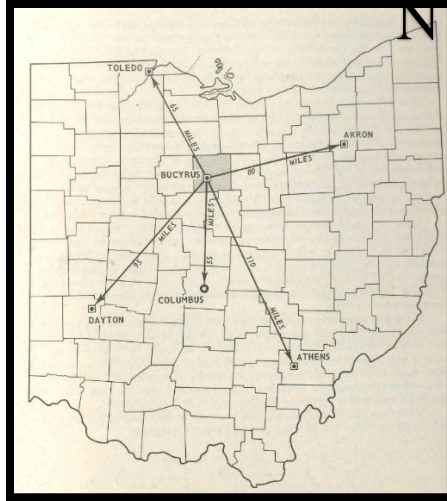 N
TOLEDO
65 MILES
AKRON
BUCYRUS
80 MILES
MILES
95
MILES
55
110
MILES
COLUMBUS
DAYTON
ATHENS